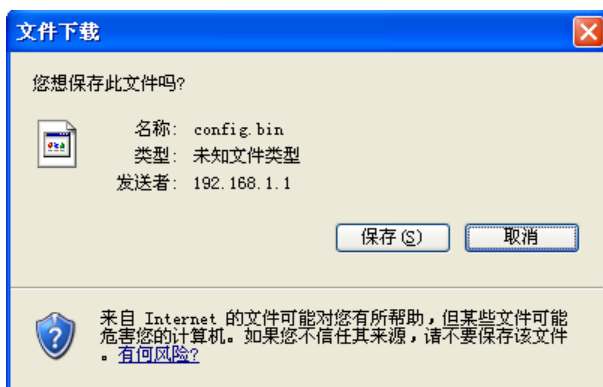 文件下载
您想保存此文件吗?
名称: config.bin
类型: 未知文件类型
发送者: 192.168.1.1
保存(S) 取消
来自 Internet 的文件可能对您有所帮助，但某些文件可能
危害您的计算机。如果您不信任其来源，请不要保存该文件
。有何风险?